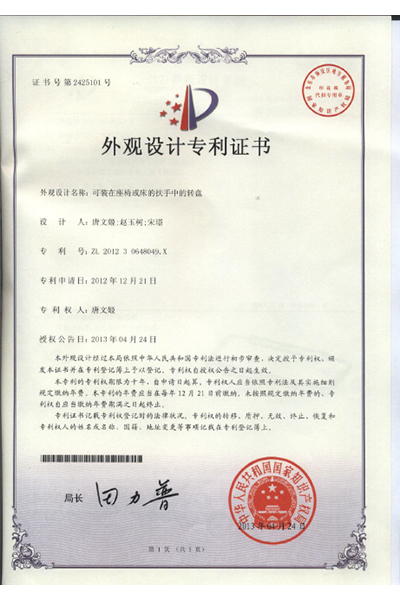 证书号第2425101号
外观设计专利证书
外观设计名称：可装在座椅或床的扶手中的转盘
设计人：唐文嫒;赵玉树;宋璟
专利号：ZL 2012 3 0648049.X
专利申请日：2012年12月21日
专利权人：唐文嫒
授权公告日：2013年04月24日
本外观设计经过本局依照中华人民共和国专利法进行初步审查，决定授予专利权，颁
发本证书并在专利登记簿上予以登记。专利权自授权公告之日起生效。
本专利的专利权期限为十年，自申请日起算。专利权人应当依照专利法及其实施细则
规定缴纳年费。本专利的年费应当在每年12月21日前缴纳。未按照规定缴纳年费的，专利
权自应当缴纳年费期满之日起终止。
专利证书记载专利权登记时的法律状况。专利权的转移、质押、无效、终止、恢复和
专利权人的姓名或名称、国籍、地址变更等事项记载在专利登记簿上。
局长 田力普
中华人民共和国国家知识产权局
2013年04月24日
第1页（共1页）